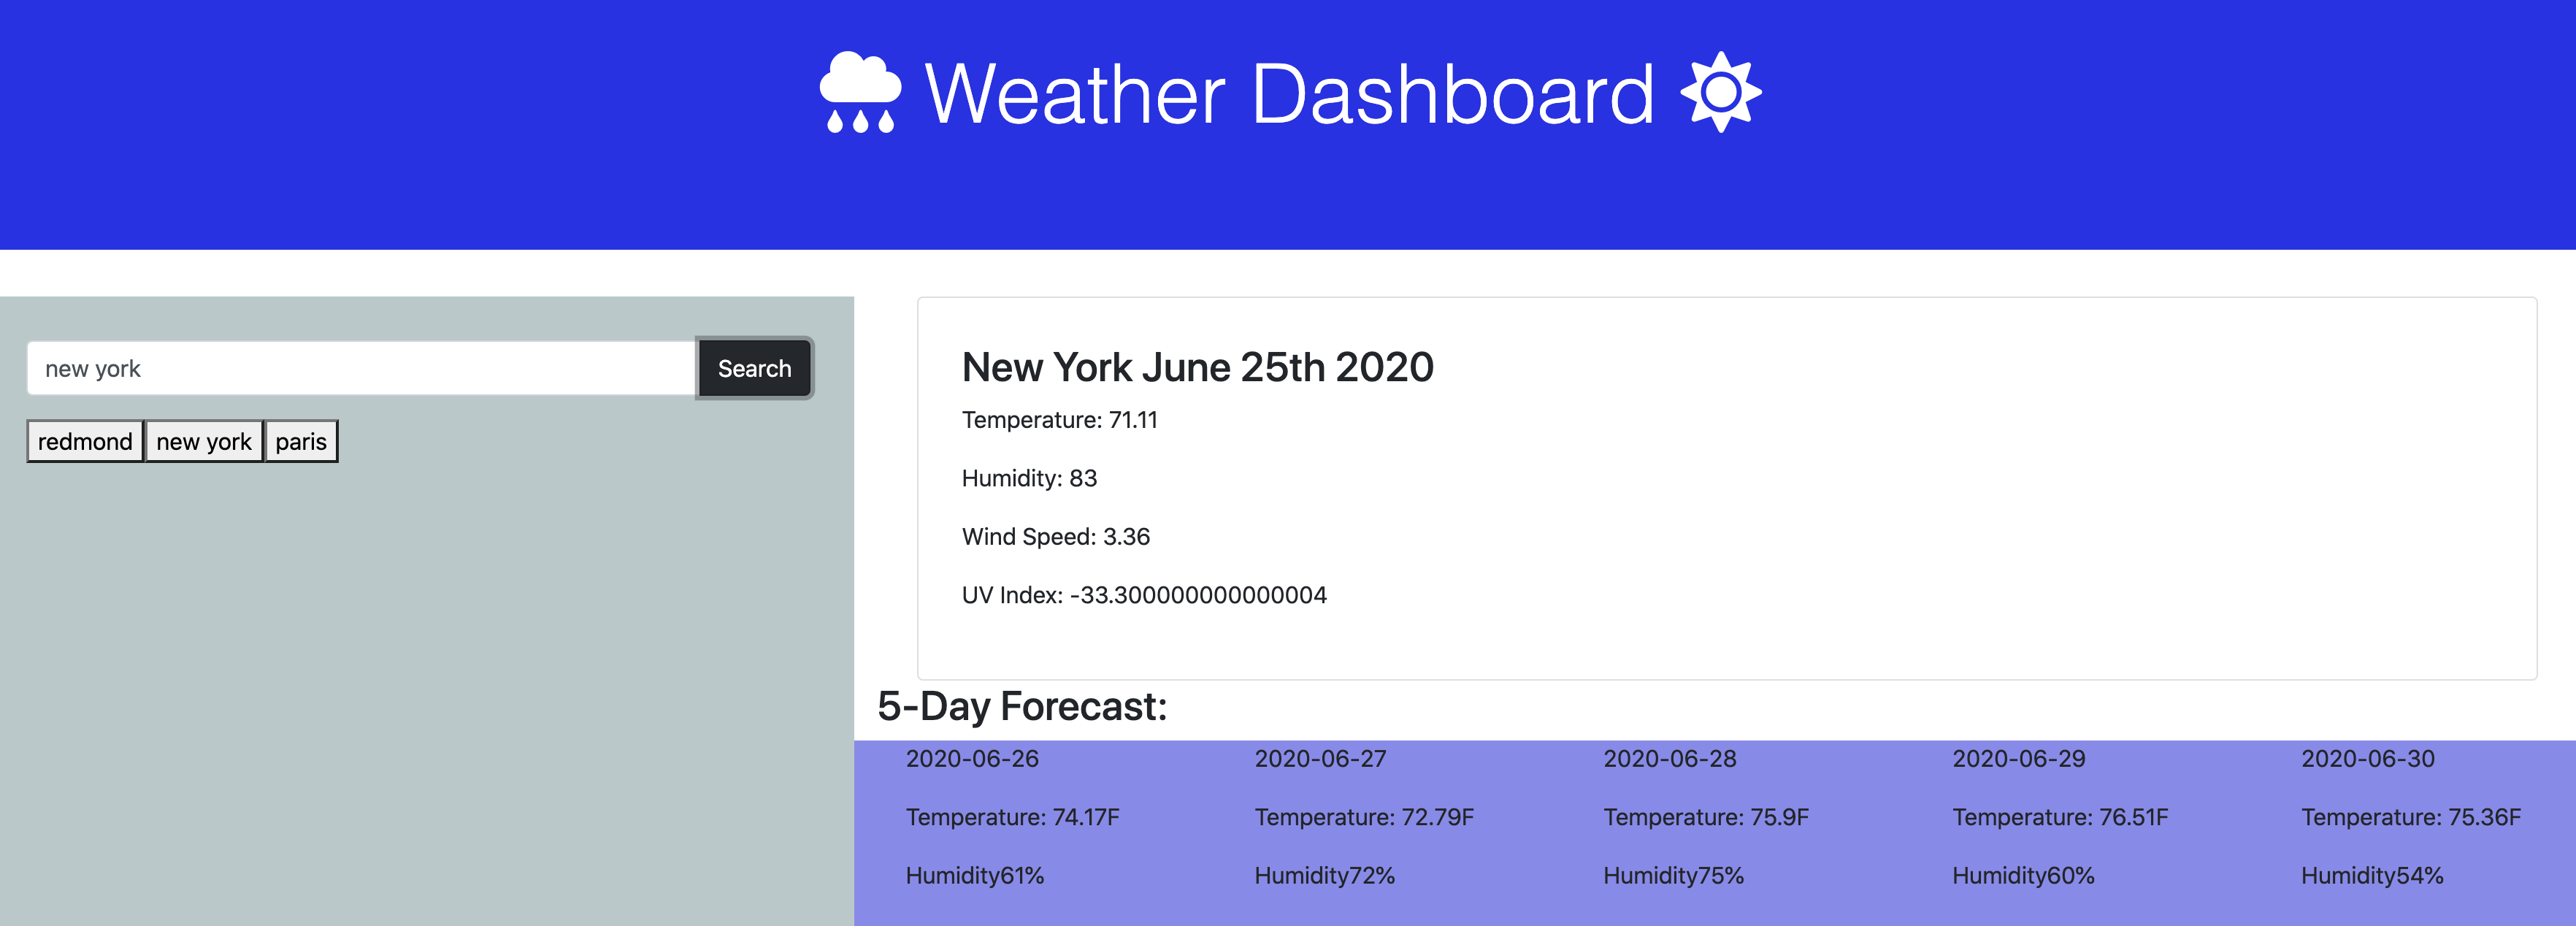 Weather Dashboard
new york
Search
redmond new york paris
New York June 25th 2020
Temperature: 71.11
Humidity: 83
Wind Speed: 3.36
UV Index: -33.300000000000004
5-Day Forecast:
2020-06-26 2020-06-27 2020-06-28 2020-06-29 2020-06-30
Temperature: 74.17F Temperature: 72.79F Temperature: 75.9F Temperature: 76.51F Temperature: 75.36F
Humidity61% Humidity72% Humidity75% Humidity60% Humidity54%